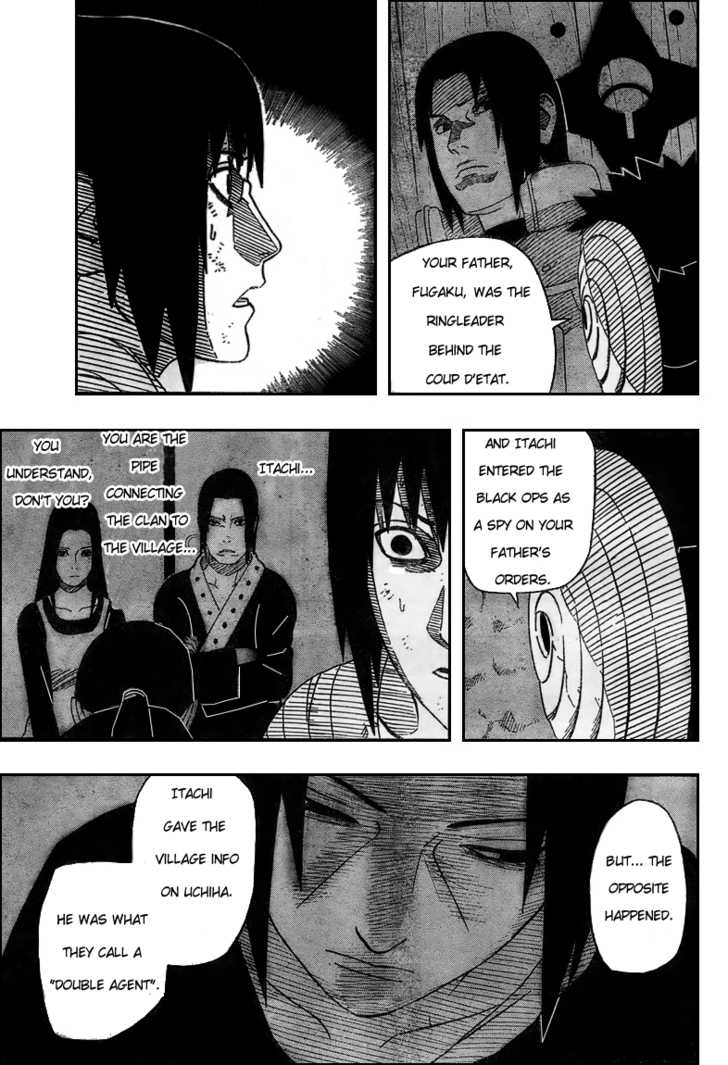 YOUR FATHER,
FUGAKU, WAS THE
RINGLEADER
BEHIND THE
COUP D'ETAT.
AND ITACHI
ENTERED THE
BLACK OPS AS
A SPY ON YOUR
FATHER'S
ORDERS.
ITACHI...
YOU ARE THE
PIPE
CONNECTING
THE CLAN TO
THE VILLAGE...
YOU
UNDERSTAND,
DON'T YOU?
BUT... THE
OPPOSITE
HAPPENED.
ITACHI
GAVE THE
VILLAGE INFO
ON UCHIHA.
HE WAS WHAT
THEY CALL A
"DOUBLE AGENT".